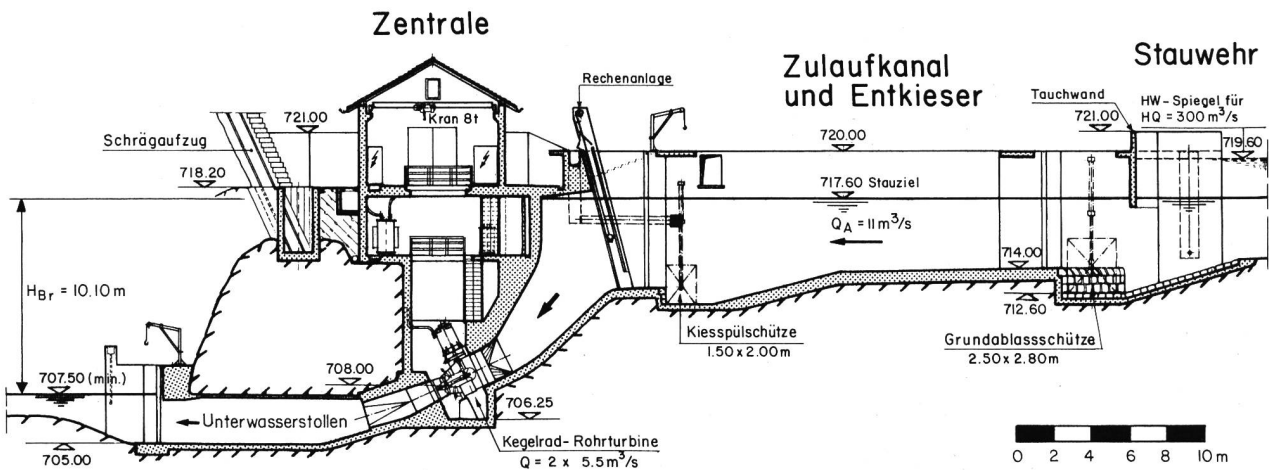 Zentrale
Zulaufkanal
und Entkieser
Stauwehr
Rechenanlage
Tauchwand
HW-Spiegel für
HQ = 300 m³/s
Kran 8t
Schrägaufzug
721.00
720.00
721.00
719.60
718.20
717.60 Stauziel
Q_A = 11 m³/s
714.00
H_Br = 10.10 m
712.60
Kiesspülschütze
1.50 x 2.00 m
Grundablassschütze
2.50 x 2.80 m
707.50 (min.)
708.00
706.25
Unterwasserstollen
705.00
Kegelrad-Rohrturbine
Q = 2 x 5.5 m³/s
0 2 4 6 8 10 m